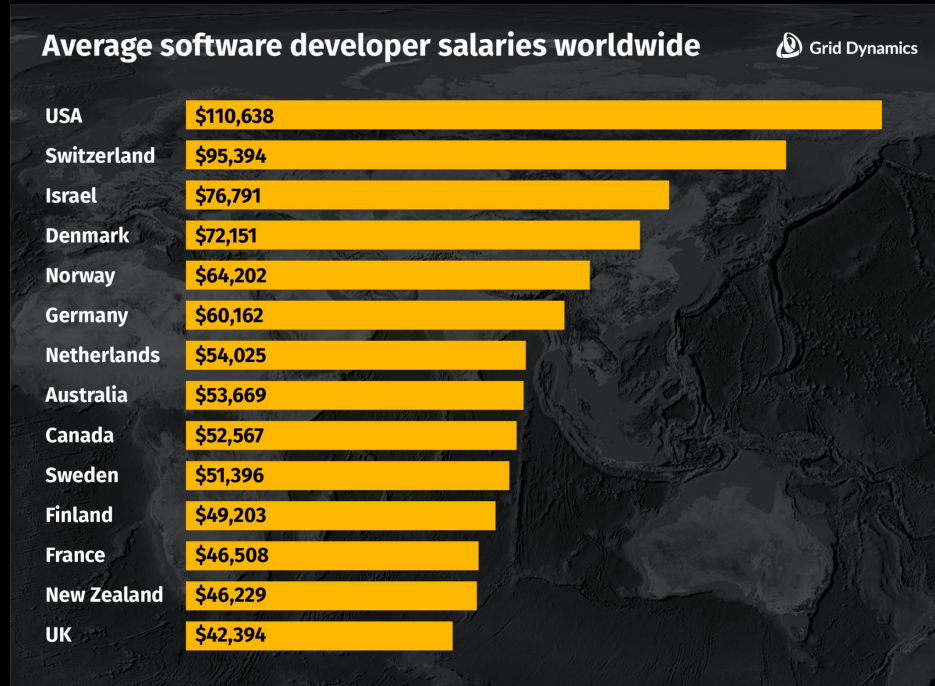 Average software developer salaries worldwide
Grid Dynamics
USA $110,638
Switzerland $95,394
Israel $76,791
Denmark $72,151
Norway $64,202
Germany $60,162
Netherlands $54,025
Australia $53,669
Canada $52,567
Sweden $51,396
Finland $49,203
France $46,508
New Zealand $46,229
UK $42,394